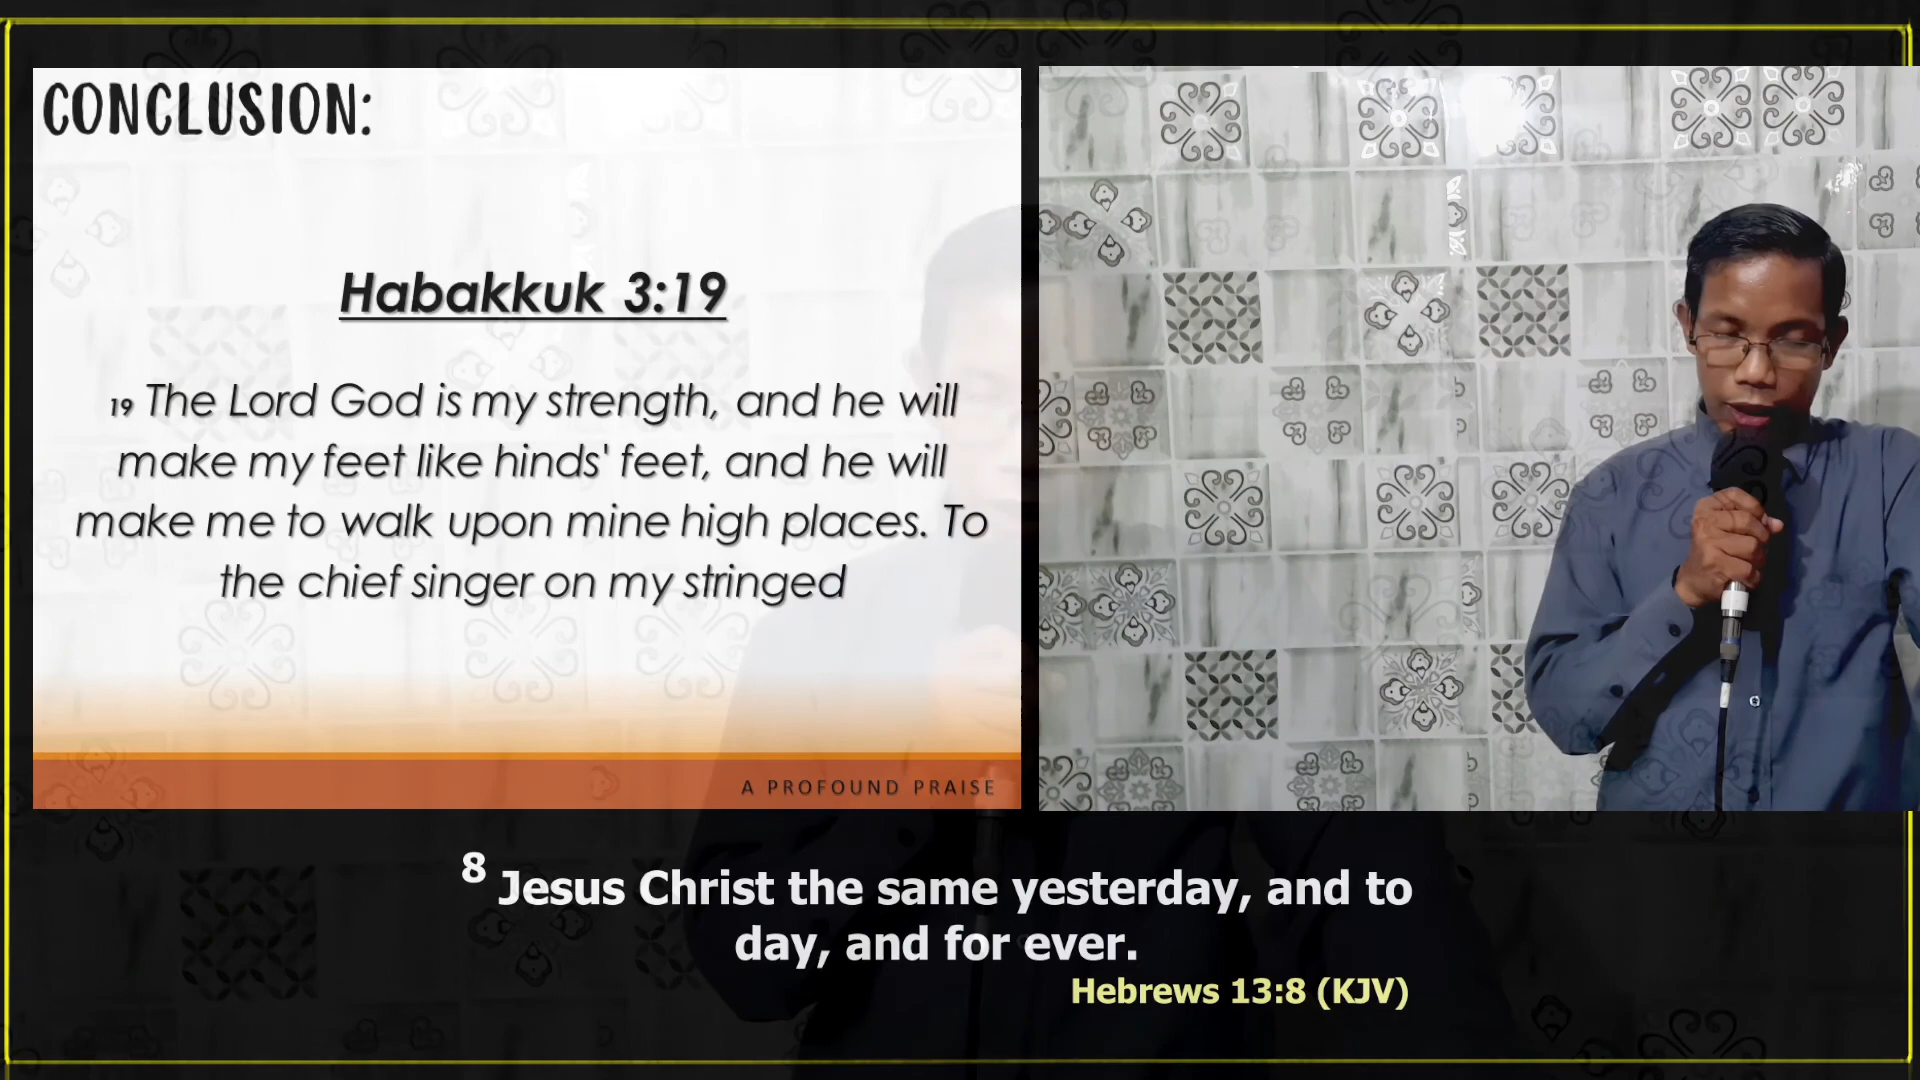 CONCLUSION:
Habakkuk 3:19
19 The Lord God is my strength, and he will
make my feet like hinds' feet, and he will
make me to walk upon mine high places. To
the chief singer on my stringed
A PROFOUND PRAISE
8 Jesus Christ the same yesterday, and to
day, and for ever.
Hebrews 13:8 (KJV)